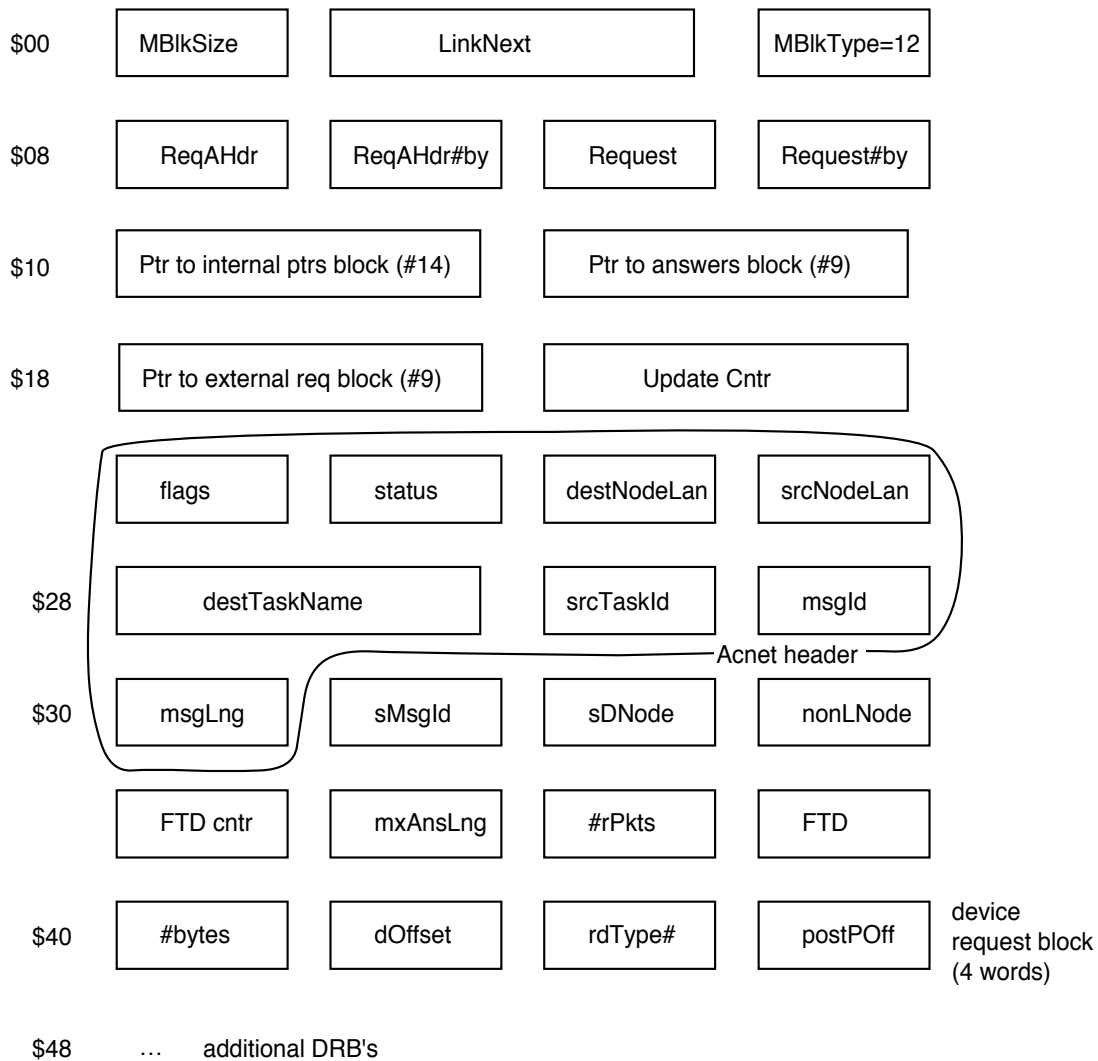 $00 MBlkSize LinkNext MBlkType=12
$08 ReqAHdr ReqAHdr#by Request Request#by
$10 Ptr to internal ptrs block (#14) Ptr to answers block (#9)
$18 Ptr to external req block (#9) Update Cntr
flags status destNodeLan srcNodeLan
$28 destTaskName srcTaskId msgId
Acnet header
$30 msgLng sMsgId sDNode nonLNode
FTD cntr mxAnsLng #rPkts FTD
$40 #bytes dOffset rdType# postPOff
device
request block
(4 words)
$48 … additional DRB's